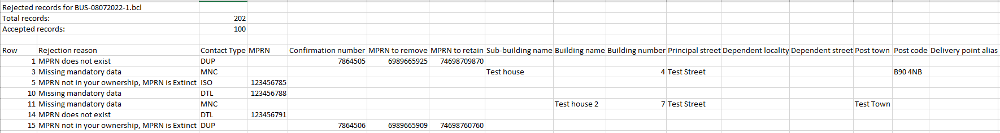 Rejected records for BUS-08072022-1.bcl
Total records: 202
Accepted records: 100
Row Rejection reason Contact Type MPRN Confirmation number MPRN to remove MPRN to retain Sub-building name Building name Building number Principal street Dependent locality Dependent street Post town Post code Delivery point alias
1 MPRN does not exist DUP 7864505 6989665925 74698709870
3 Missing mandatory data MNC Test house 4 Test Street B90 4NB
5 MPRN not in your ownership, MPRN is Extinct ISO 123456785
10 Missing mandatory data DTL 123456788
11 Missing mandatory data MNC Test house 2 7 Test Street Test Town
14 MPRN does not exist DTL 123456791
15 MPRN not in your ownership, MPRN is Extinct DUP 7864506 6989665909 74698760760